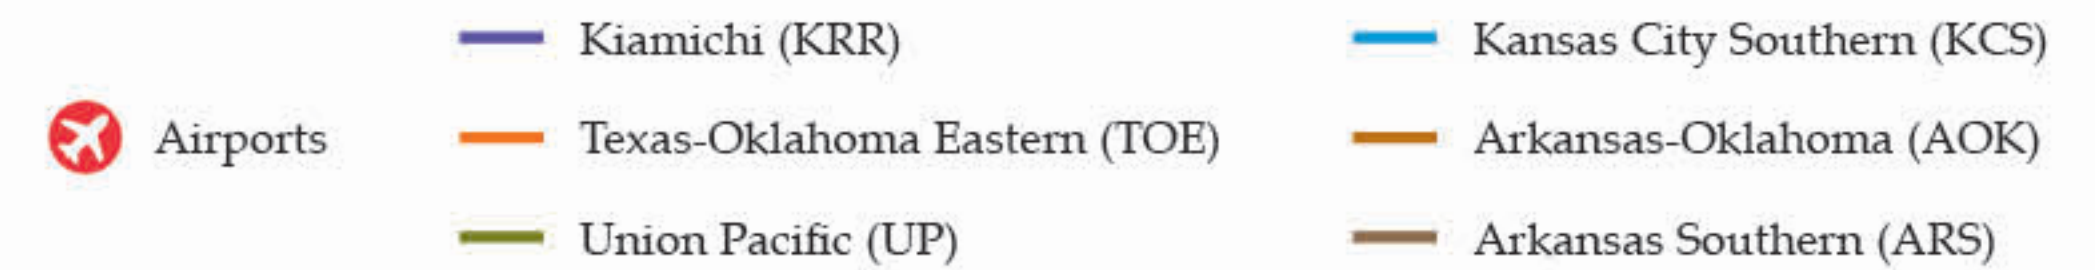 Airports
Kiamichi (KRR)
Texas-Oklahoma Eastern (TOE)
Union Pacific (UP)
Kansas City Southern (KCS)
Arkansas-Oklahoma (AOK)
Arkansas Southern (ARS)